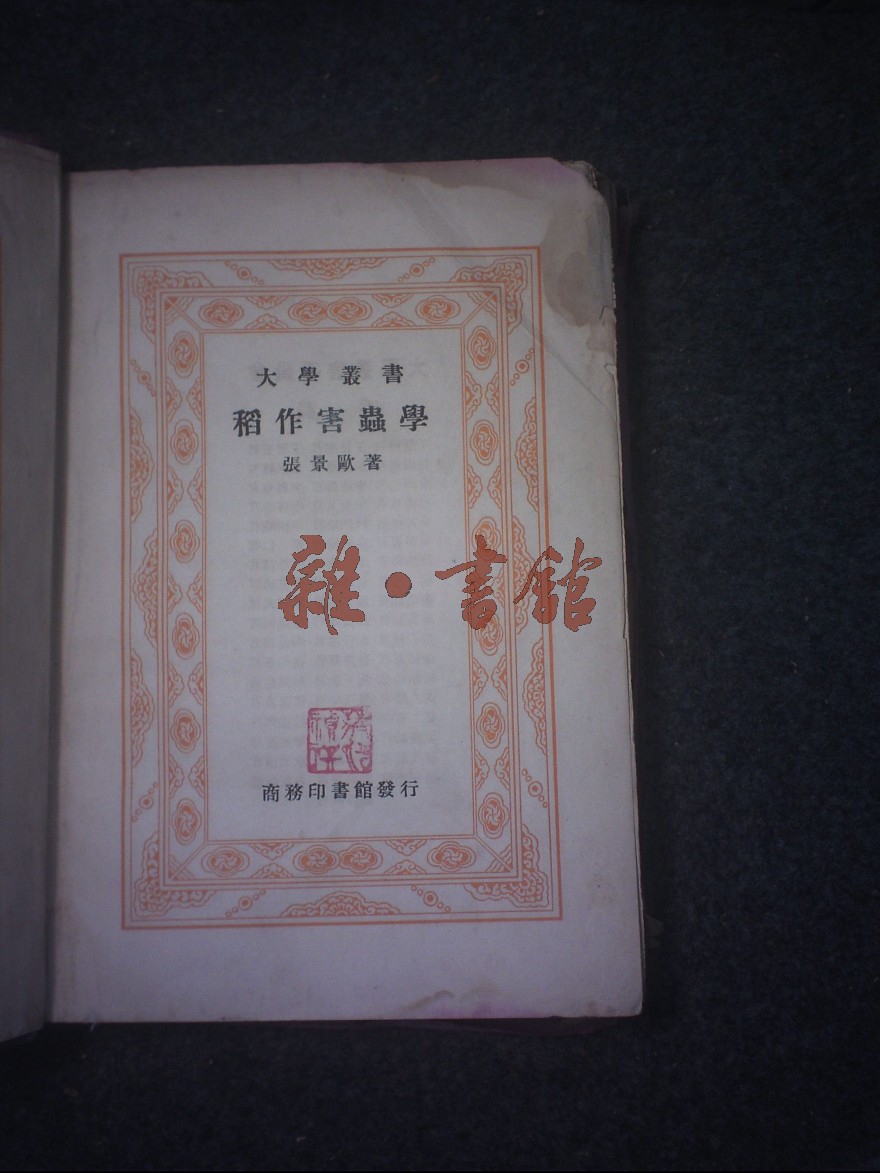 大學叢書
稻作害蟲學
張景歐著
雜·書館
商務印書館發行